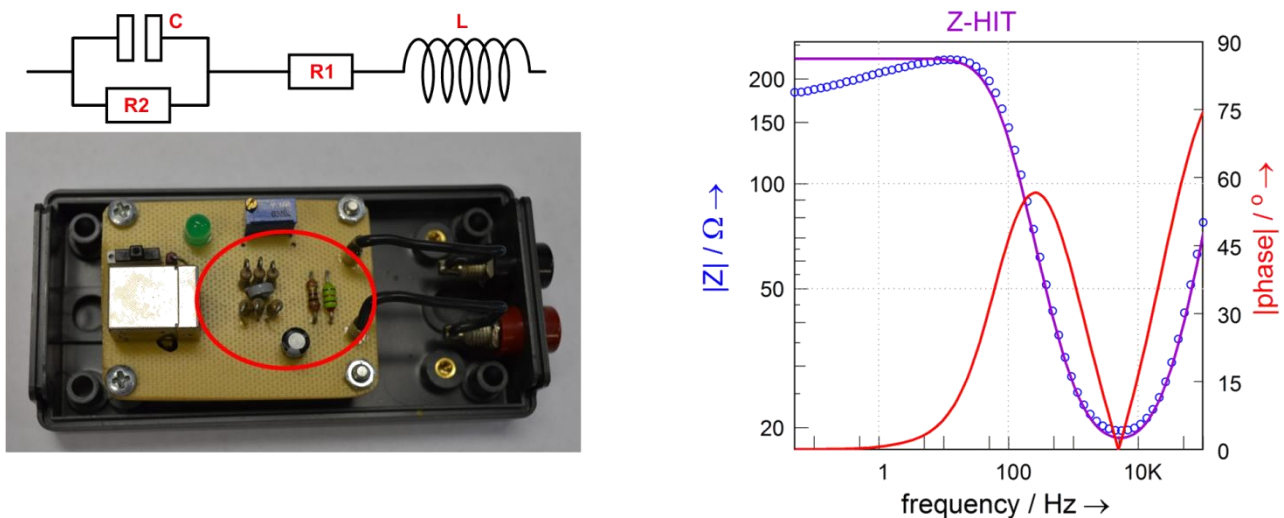 C
R2
R1
L
Z-HIT
|Z| / Ω →
200
150
100
50
20
1
100
10K
frequency / Hz →
90
75
60
45
30
15
0
|phase| / ° →